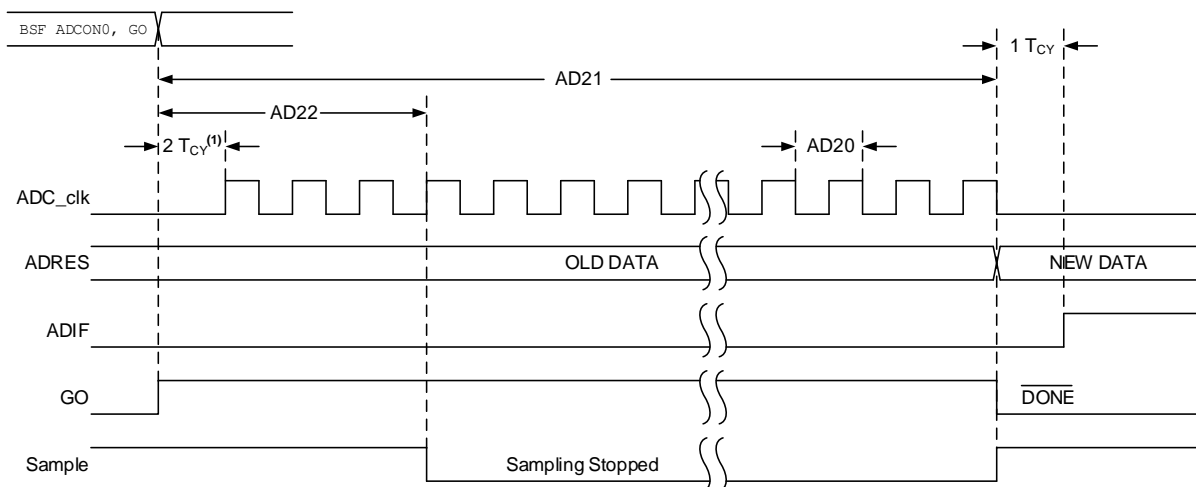 BSF ADCON0, GO
1 TCY
AD21
AD22
2 TCY(1)
AD20
ADC_clk
ADRES
OLD DATA
NEW DATA
ADIF
GO
DONE
Sample
Sampling Stopped